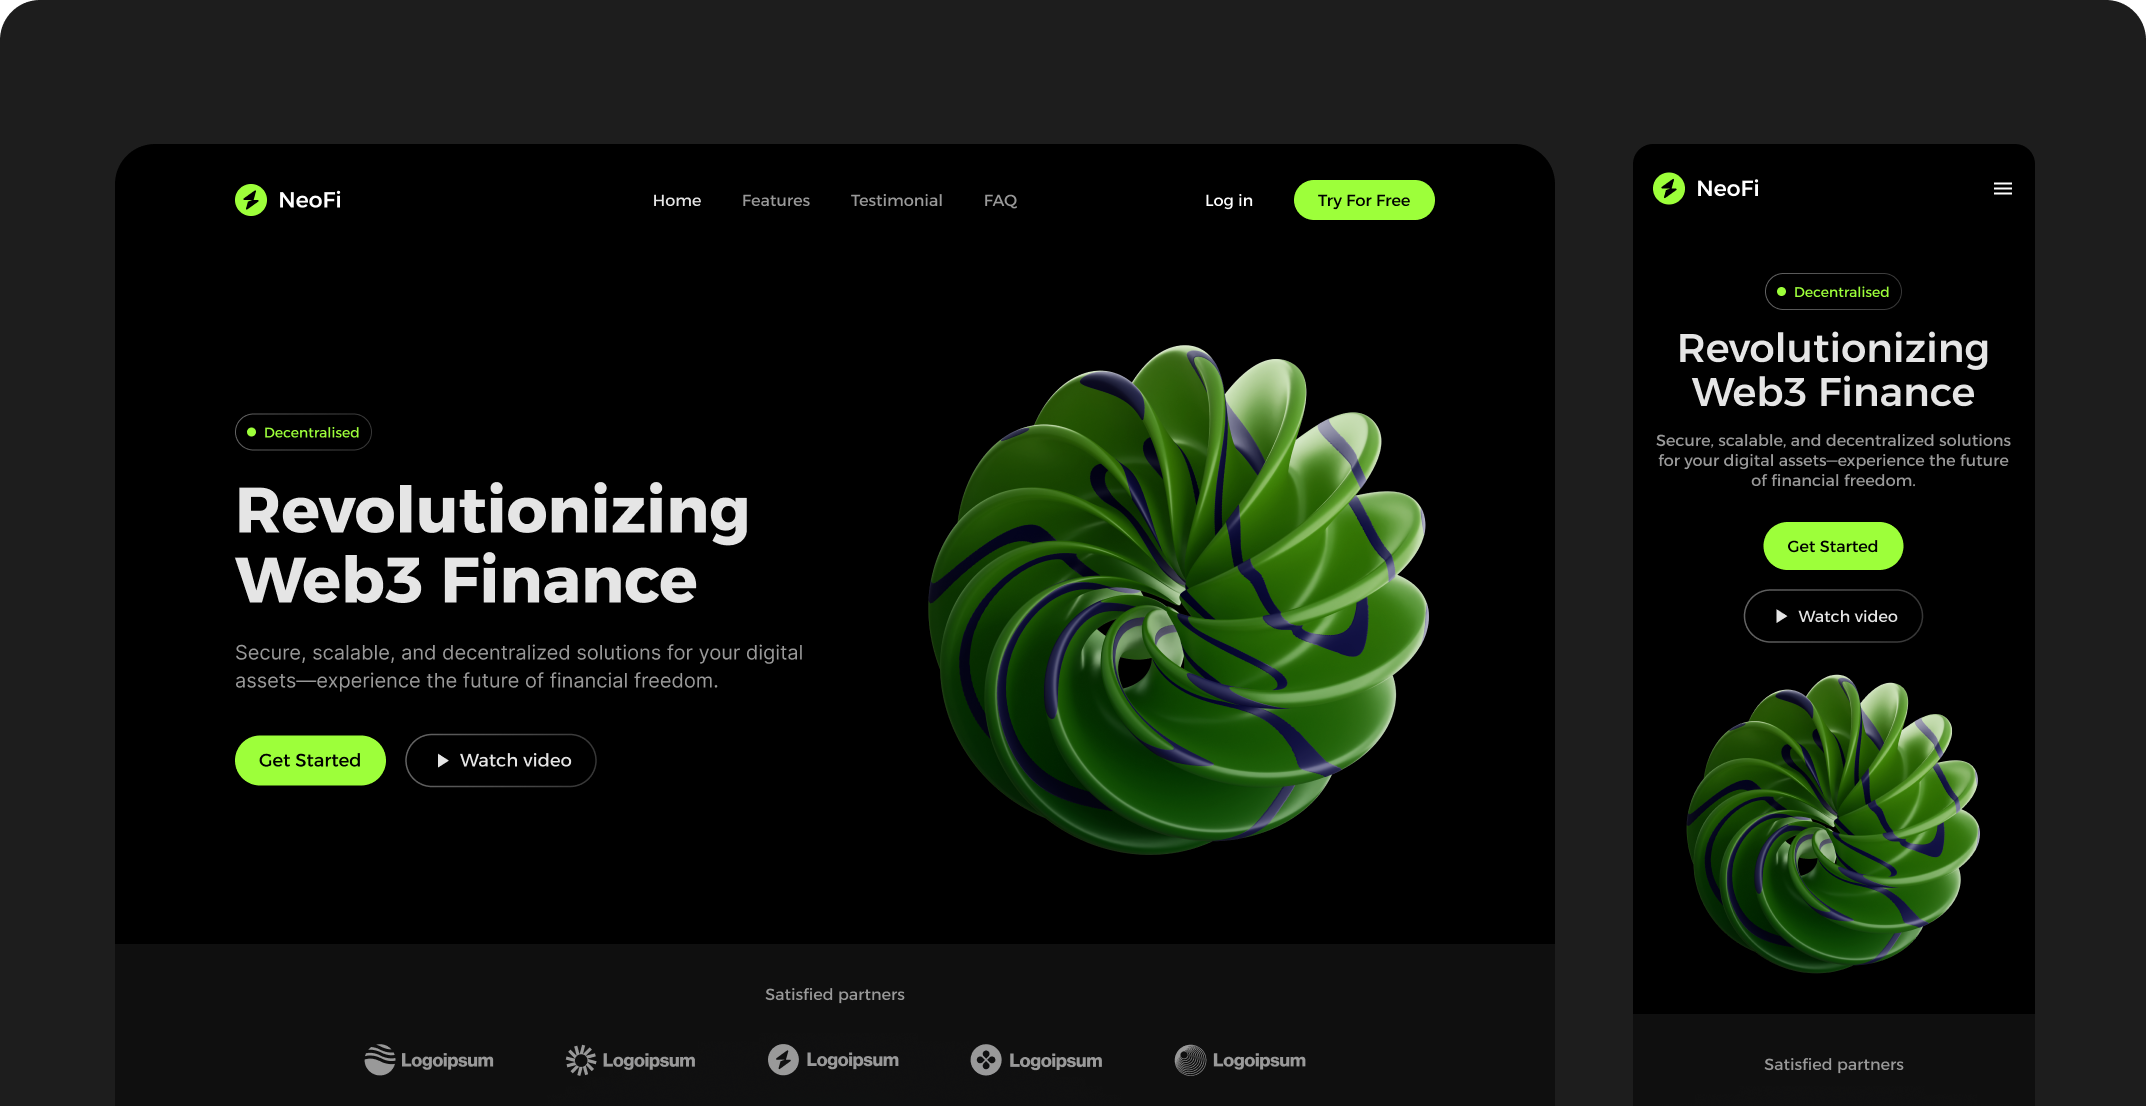 NeoFi
Home
Features
Testimonial
FAQ
Log in
Try For Free
Decentralised
Revolutionizing
Web3 Finance
Secure, scalable, and decentralized solutions for your digital
assets—experience the future of financial freedom.
Get Started
Watch video
Satisfied partners
Logoipsum
Logoipsum
Logoipsum
Logoipsum
Logoipsum
NeoFi
Decentralised
Revolutionizing
Web3 Finance
Secure, scalable, and decentralized solutions
for your digital assets—experience the future
of financial freedom.
Get Started
Watch video
Satisfied partners